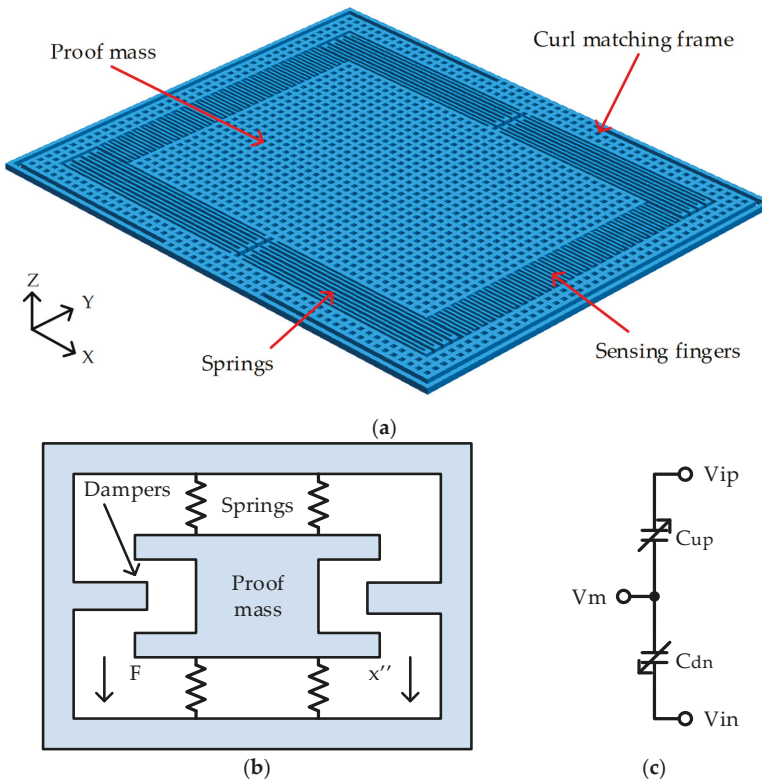 Proof mass
Curl matching frame
Z
Y
X
Springs
Sensing fingers
(a)
Dampers
Springs
Proof
mass
F
x''
(b)
Vip
Cup
Vm
Cdn
Vin
(c)